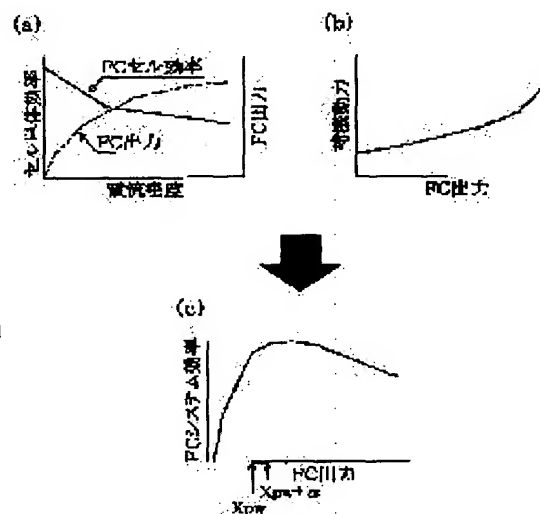 (a)
FCセル効率
FC出力
セル単体効率
FC出力
電流密度
(b)
補機動力
FC出力
(c)
FCシステム効率
FC出力
Xpw+α
Xpw